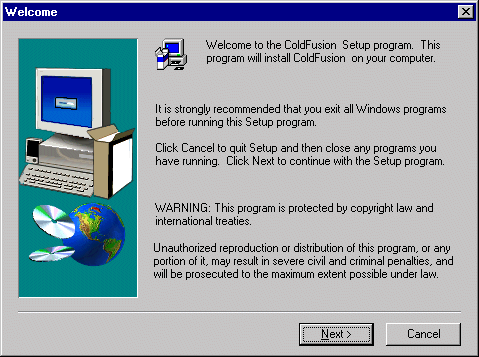 Welcome
Welcome to the ColdFusion  Setup program.  This
program will install ColdFusion  on your computer.
It is strongly recommended that you exit all Windows programs
before running this Setup program.
Click Cancel to quit Setup and then close any programs you
have running.  Click Next to continue with the Setup program.
WARNING: This program is protected by copyright law and
international treaties.
Unauthorized reproduction or distribution of this program, or any
portion of it, may result in severe civil and criminal penalties, and
will be prosecuted to the maximum extent possible under law.
Next >
Cancel